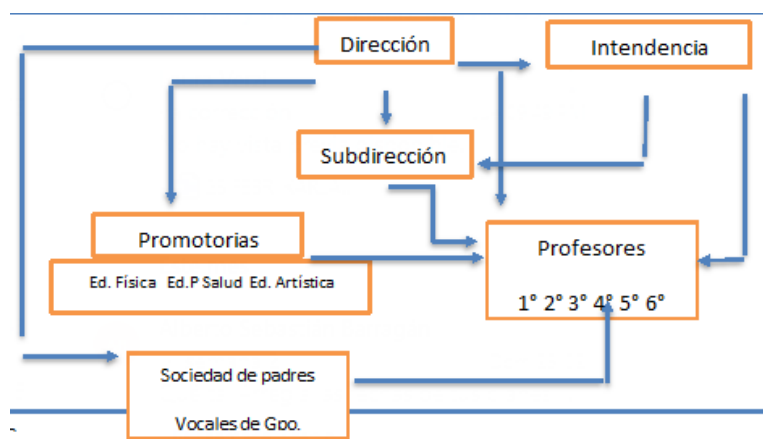 Dirección
Intendencia
Subdirección
Promotorias
Ed. Física Ed.P Salud Ed. Artística
Profesores
1° 2° 3° 4° 5° 6°
Sociedad de padres
Vocales de Gpo.